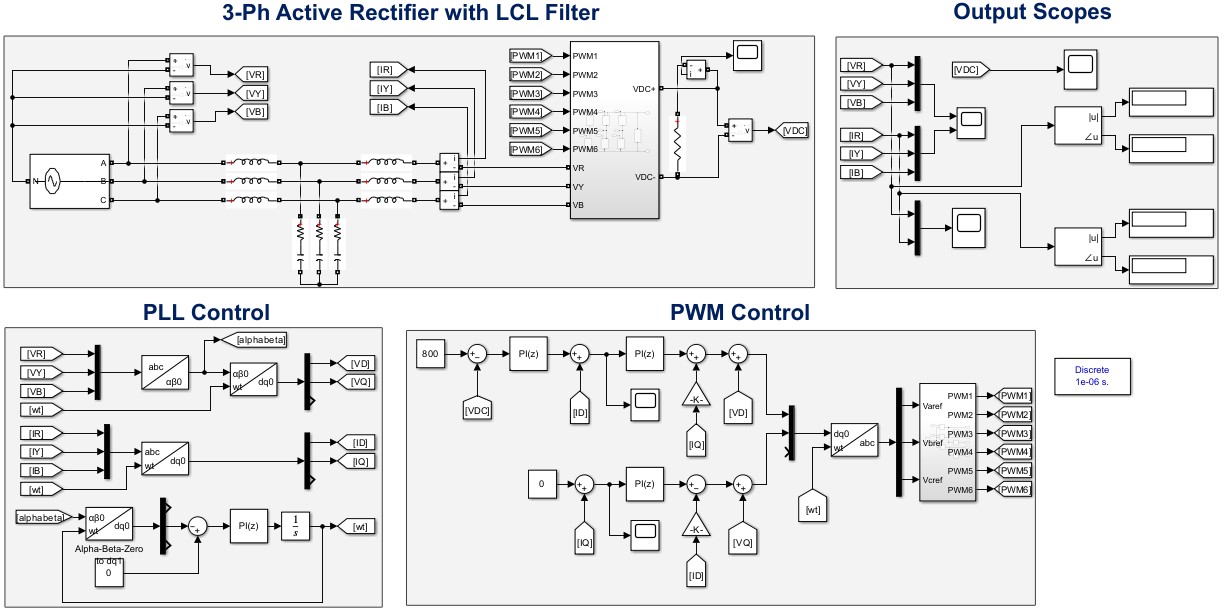 3-Ph Active Rectifier with LCL Filter
Output Scopes
[VR]
[VY]
[VB]
[IR]
[IY]
[IB]
[PWM1]
[PWM2]
[PWM3]
[PWM4]
[PWM5]
[PWM6]
PWM1
PWM2
PWM3
PWM4
PWM5
PWM6
VR
VY
VB
VDC+
VDC-
[VDC]
N
A
B
C
+ - v
+ - v
+ - v
+ i
+ i
+ i
+ -
+ - v
[VR]
[VY]
[VB]
[IR]
[IY]
[IB]
[VDC]
|u|
∠u
|u|
∠u
PLL Control
[VR]
[VY]
[VB]
[wt]
abc
αβ0
[alphabeta]
αβ0
wt
dq0
[VD]
[VQ]
[IR]
[IY]
[IB]
[wt]
abc
wt
dq0
[ID]
[IQ]
[alphabeta]
αβ0
wt
dq0
Alpha-Beta-Zero
to dq1
0
PI(z)
1
s
[wt]
PWM Control
800
PI(z)
PI(z)
[VDC]
[ID]
-K-
[IQ]
[VD]
0
PI(z)
[IQ]
-K-
[ID]
[VQ]
dq0
wt
abc
[wt]
Varef
Vbref
Vcref
PWM1
PWM2
PWM3
PWM4
PWM5
PWM6
[PWM1]
[PWM2]
[PWM3]
[PWM4]
[PWM5]
[PWM6]
Discrete
1e-06 s.